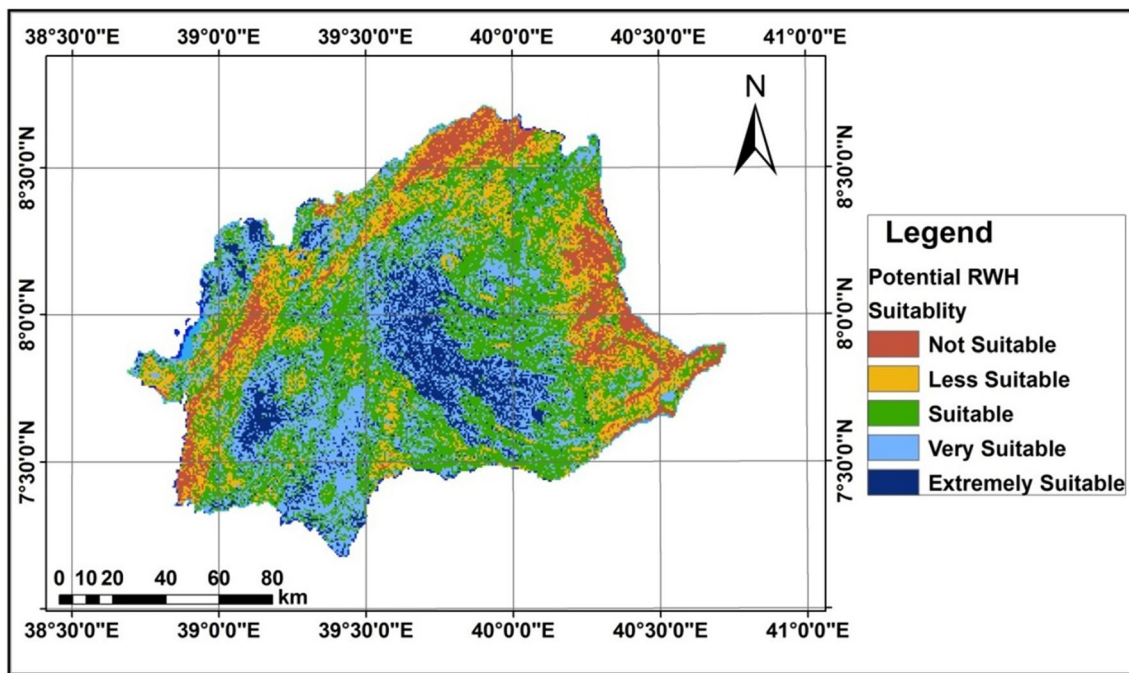 38°30'0"E 39°0'0"E 39°30'0"E 40°0'0"E 40°30'0"E 41°0'0"E
N
8°30'0"N 8°30'0"N
8°0'0"N 8°0'0"N
7°30'0"N 7°30'0"N
Legend
Potential RWH
Suitablity
Not Suitable
Less Suitable
Suitable
Very Suitable
Extremely Suitable
0 10 20 40 60 80
km
38°30'0"E 39°0'0"E 39°30'0"E 40°0'0"E 40°30'0"E 41°0'0"E